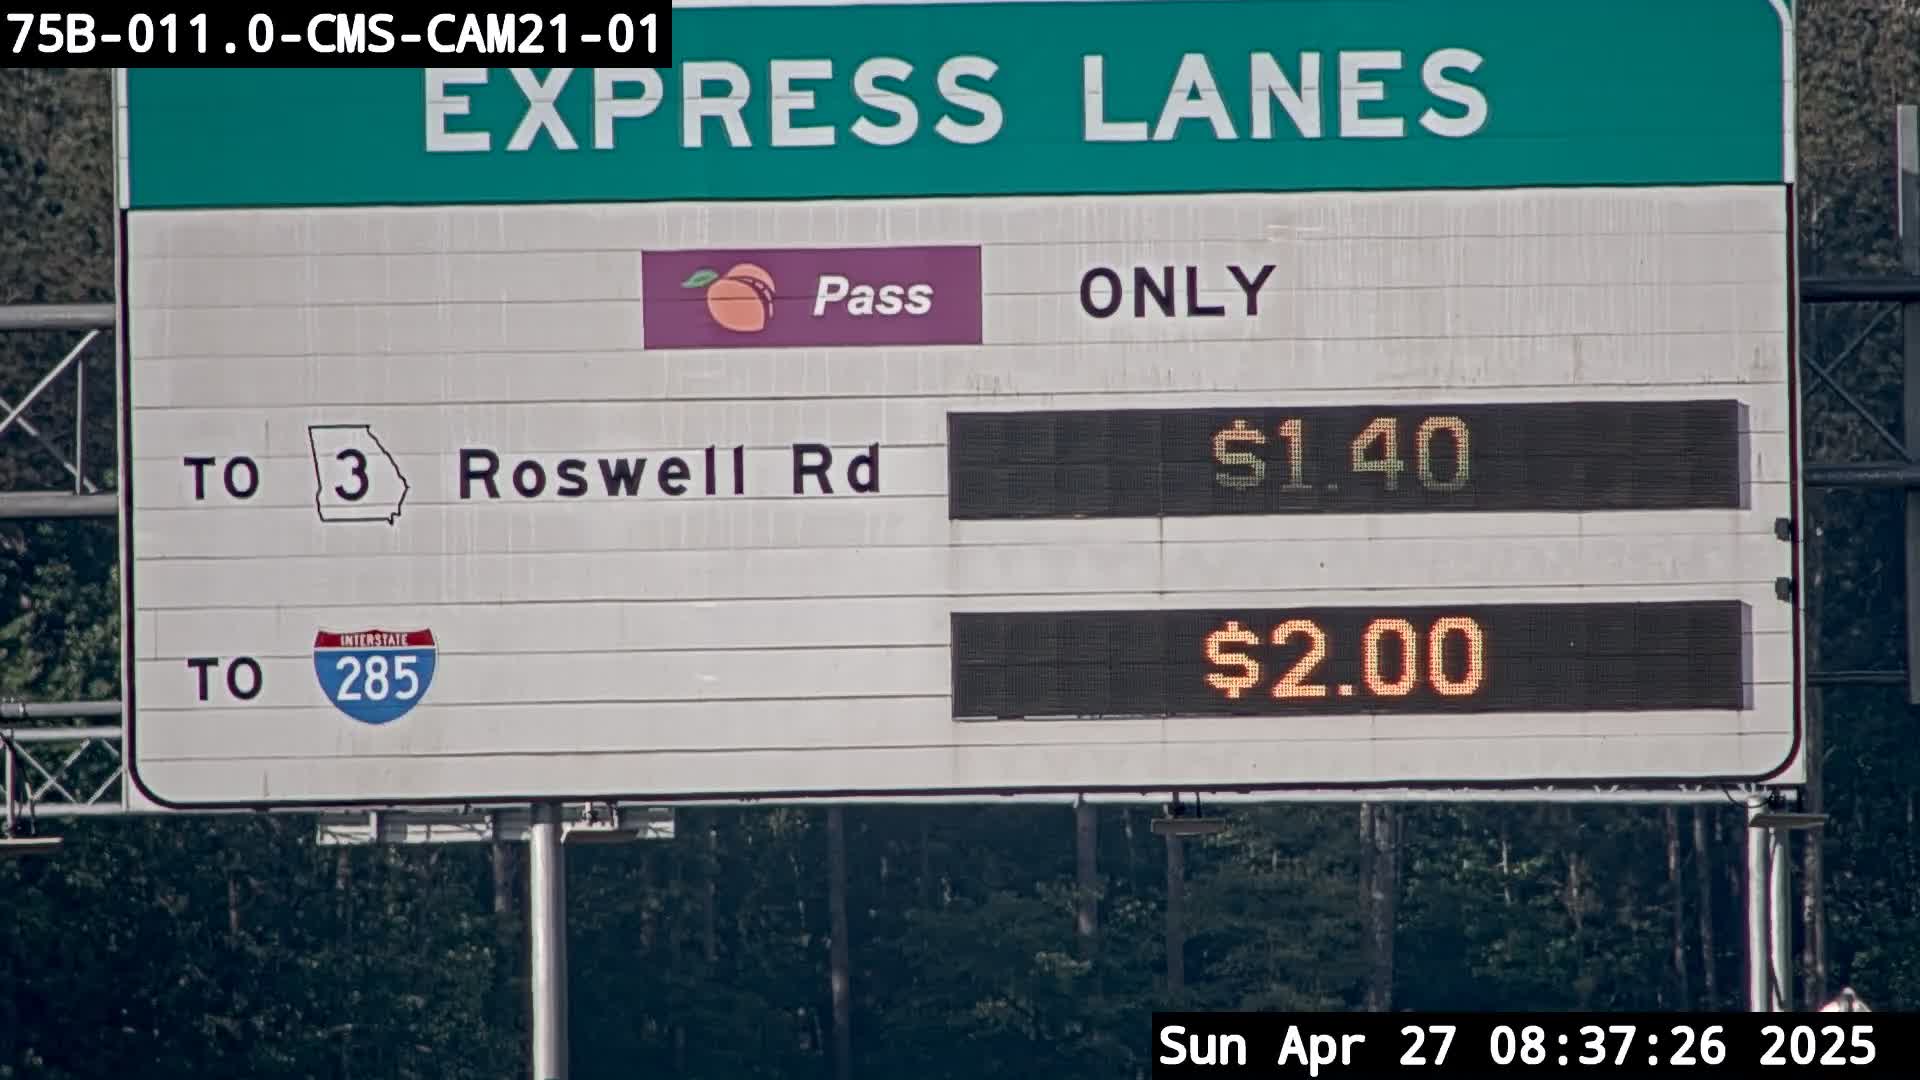 75B-011.0-CMS-CAM21-01
EXPRESS LANES
Pass ONLY
TO 3 Roswell Rd $1.40
INTERSTATE
TO 285 $2.00
Sun Apr 27 08:37:26 2025